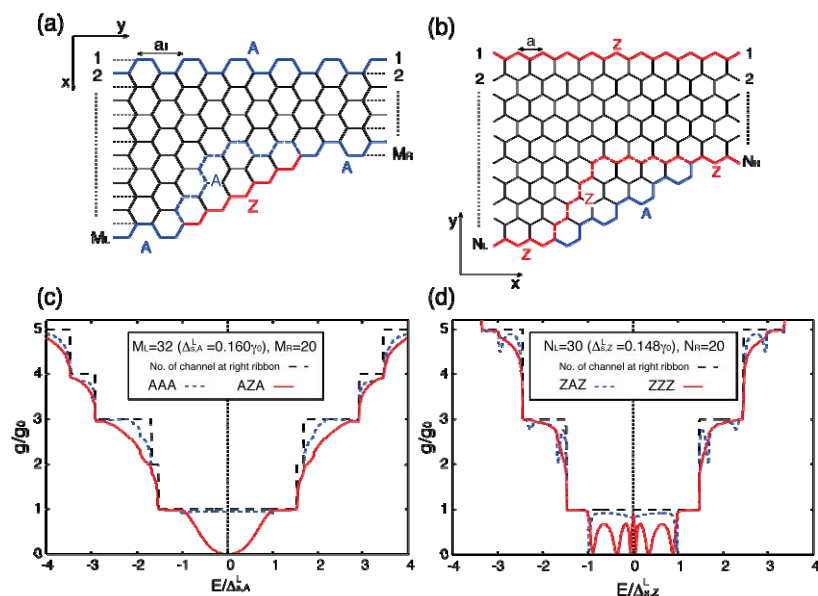 (a)
y
x
a₁
A
1
1
2
2
M_R
A
A
Z
M_L
A
(b)
a
Z
1
1
2
2
N_R
Z
Z
A
N_L
Z
y
x
(c)
M_L=32 (Δ^L_{s,A}=0.160γ₀), M_R=20
No. of channel at right ribbon
AAA AZA
g/g₀
5
4
3
2
1
0
-4 -3 -2 -1 0 1 2 3 4
E/Δ^L_{s,A}
(d)
N_L=30 (Δ^L_{s,Z}=0.148γ₀), N_R=20
No. of channel at right ribbon
ZAZ ZZZ
g/g₀
5
4
3
2
1
0
-4 -3 -2 -1 0 1 2 3 4
E/Δ^L_{s,Z}